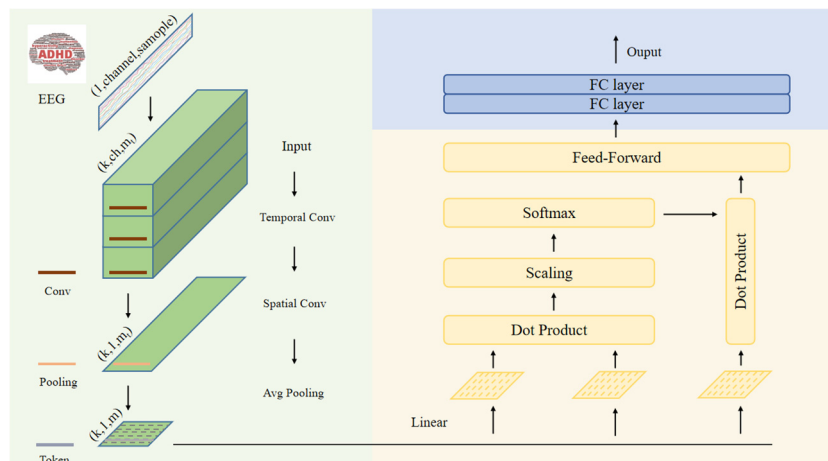 ADHD
EEG
(1,channel,samople)
(k,ch,m₁)
Input
Temporal Conv
Conv
Spatial Conv
(k,1,m₁)
Pooling
Avg Pooling
(k,1,m)
Token
Ouput
FC layer
FC layer
Feed-Forward
Softmax
Scaling
Dot Product
Dot Product
Linear